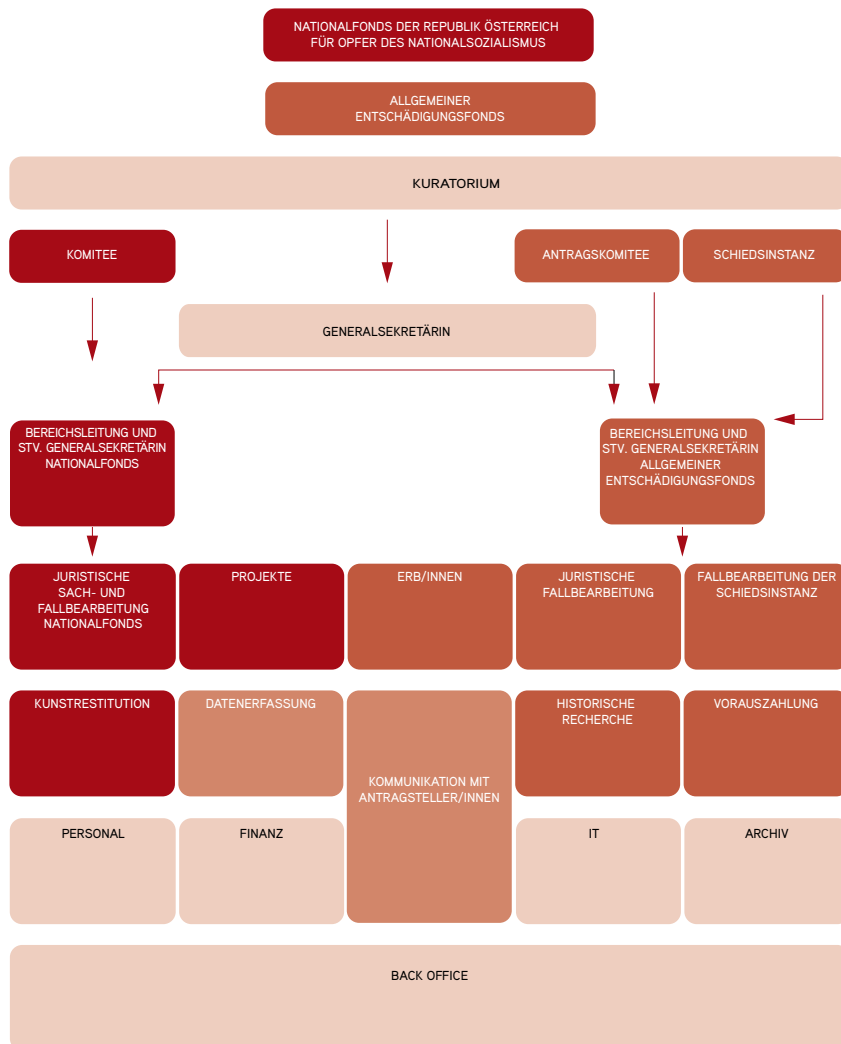 NATIONALFONDS DER REPUBLIK ÖSTERREICH
FÜR OPFER DES NATIONALSOZIALISMUS
ALLGEMEINER
ENTSCHÄDIGUNGSFONDS
KURATORIUM
KOMITEE
ANTRAGSKOMITEE
SCHIEDSINSTANZ
GENERALSEKRETÄRIN
BEREICHSLEITUNG UND
STV. GENERALSEKRETÄRIN
NATIONALFONDS
BEREICHSLEITUNG UND
STV. GENERALSEKRETÄRIN
ALLGEMEINER
ENTSCHÄDIGUNGSFONDS
JURISTISCHE
SACH- UND
FALLBEARBEITUNG
NATIONALFONDS
PROJEKTE
ERB/INNEN
JURISTISCHE
FALLBEARBEITUNG
FALLBEARBEITUNG DER
SCHIEDSINSTANZ
KUNSTRESTITUTION
DATENERFASSUNG
KOMMUNIKATION MIT
ANTRAGSTELLER/INNEN
HISTORISCHE
RECHERCHE
VORAUSZAHLUNG
PERSONAL
FINANZ
IT
ARCHIV
BACK OFFICE